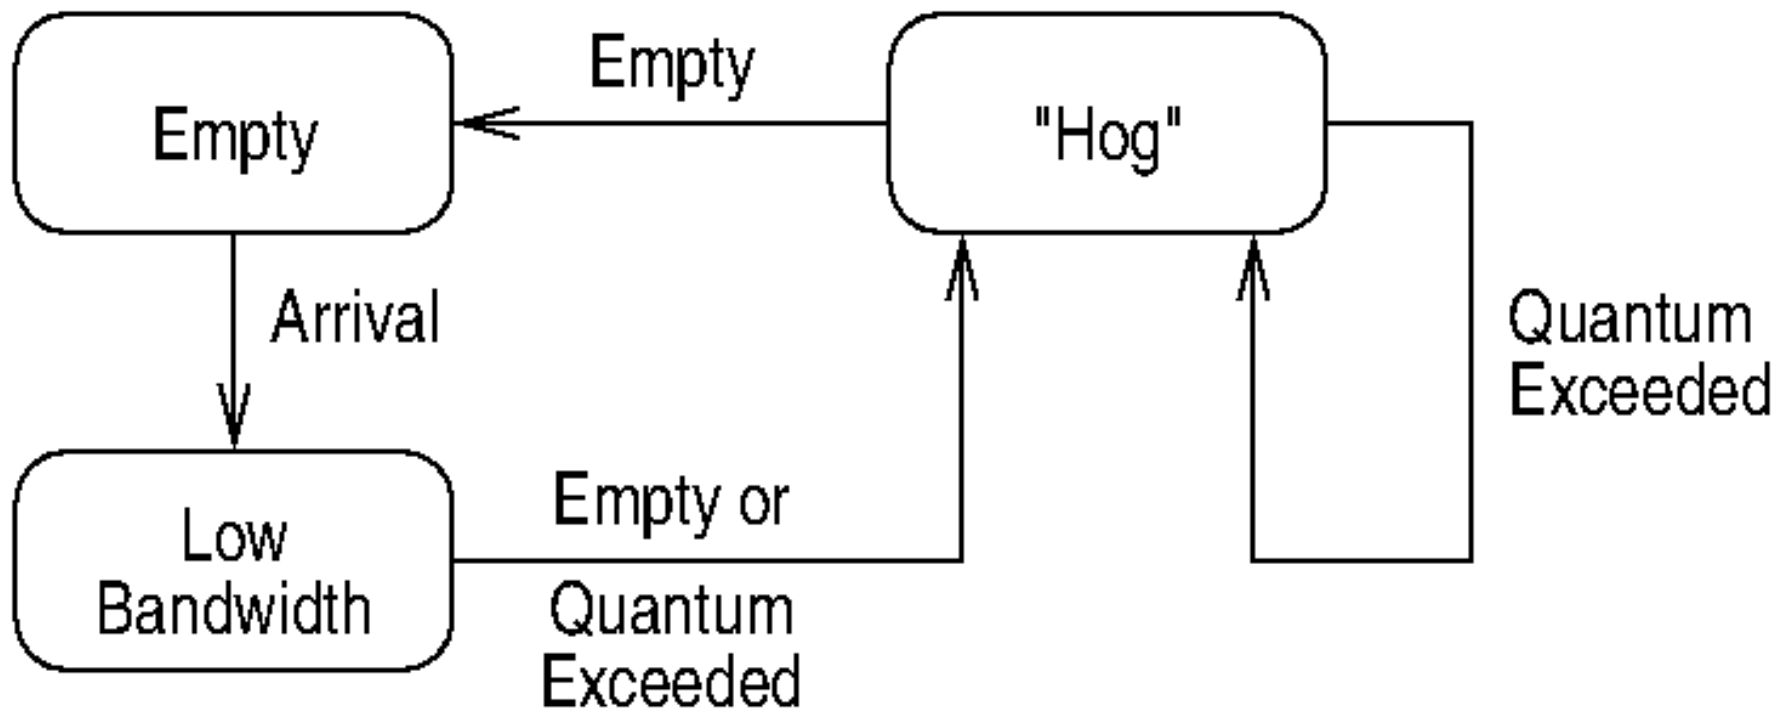 Empty
Empty
"Hog"
Arrival
Quantum
Exceeded
Low
Bandwidth
Empty or
Quantum
Exceeded